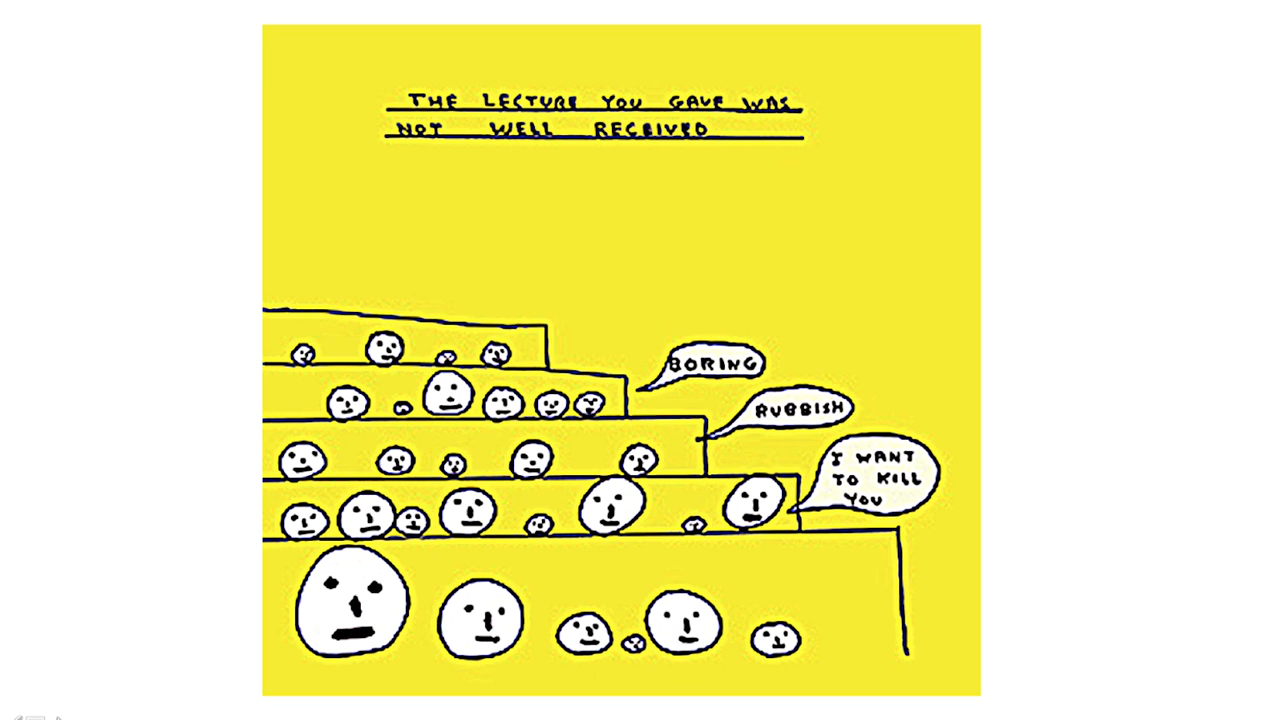 THE LECTURE YOU GAVE WAS
NOT WELL RECEIVED
BORING
RUBBISH
I WANT
TO KILL
YOU